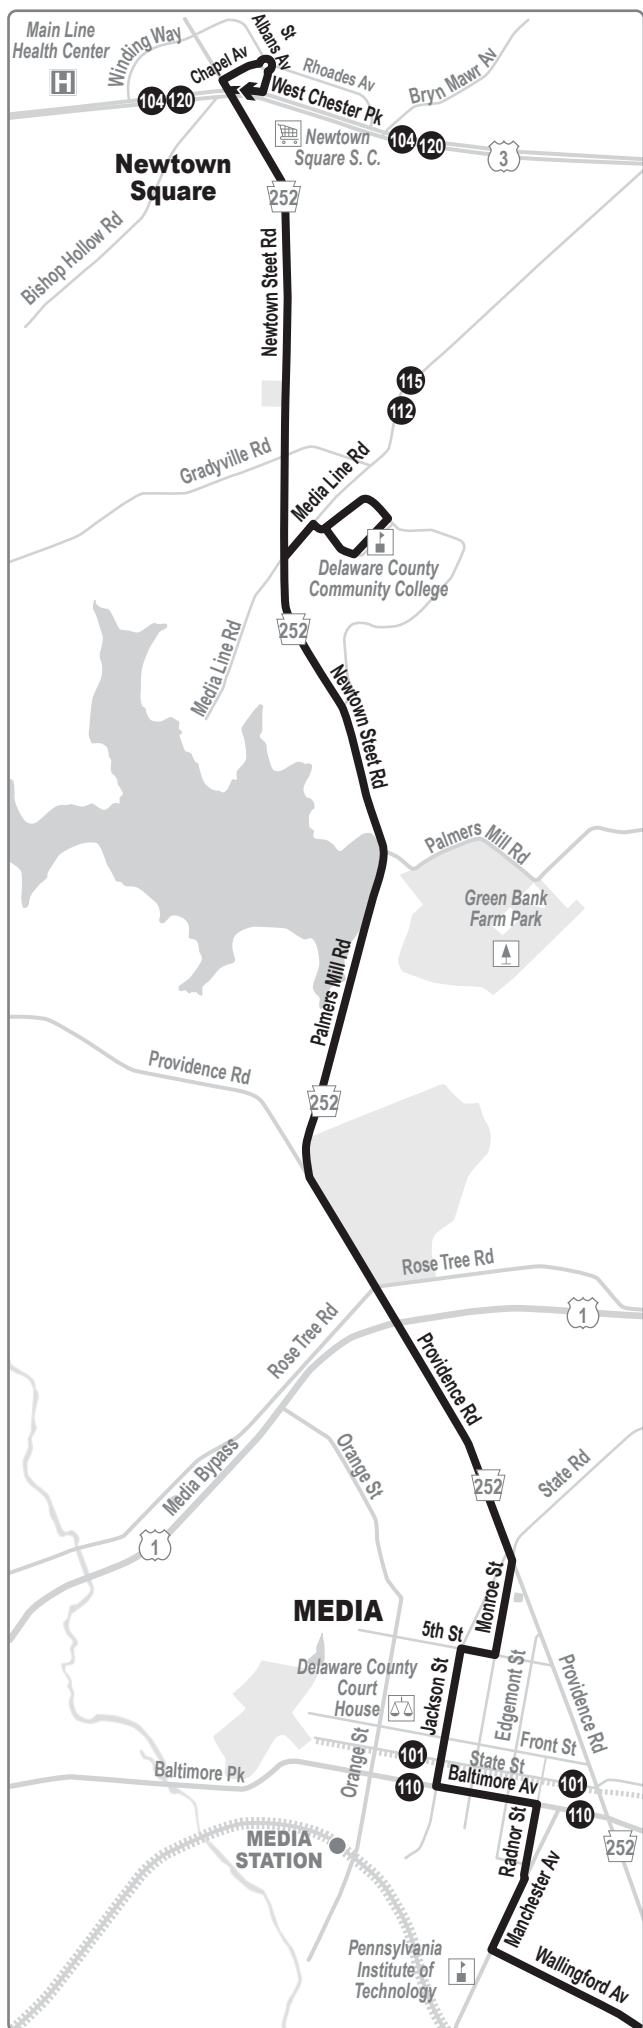 Main Line
Health Center
H
Winding Way
Chapel Av
St
Albans Av
Rhoades Av
Bryn Mawr Av
West Chester Pk
104 120
Newtown
Square S. C.
104 120
3
Newtown
Square
252
Bishop Hollow Rd
Newtown Steet Rd
115
112
Gradyville Rd
Media Line Rd
Delaware County
Community College
252
Media Line Rd
Newtown Street Rd
Palmers Mill Rd
Green Bank
Farm Park
Palmers Mill Rd
Providence Rd
252
Rose Tree Rd
1
Rose Tree Rd
Providence Rd
Media Bypass
Orange St
252
State Rd
1
MEDIA
5th St
Monroe St
Delaware County
Court
House
Jackson St
Edgemont St
Providence Rd
Front St
Orange St
101
State St
Baltimore Pk
110
Baltimore Av
101
110
MEDIA
STATION
Radnor St
252
Manchester Av
Pennsylvania
Institute of
Technology
Wallingford Av